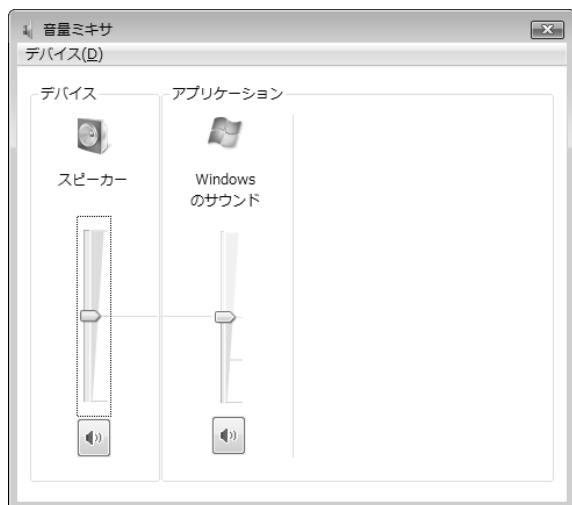 音量ミキサ
デバイス(D)
デバイス
アプリケーション
スピーカー
Windows
のサウンド